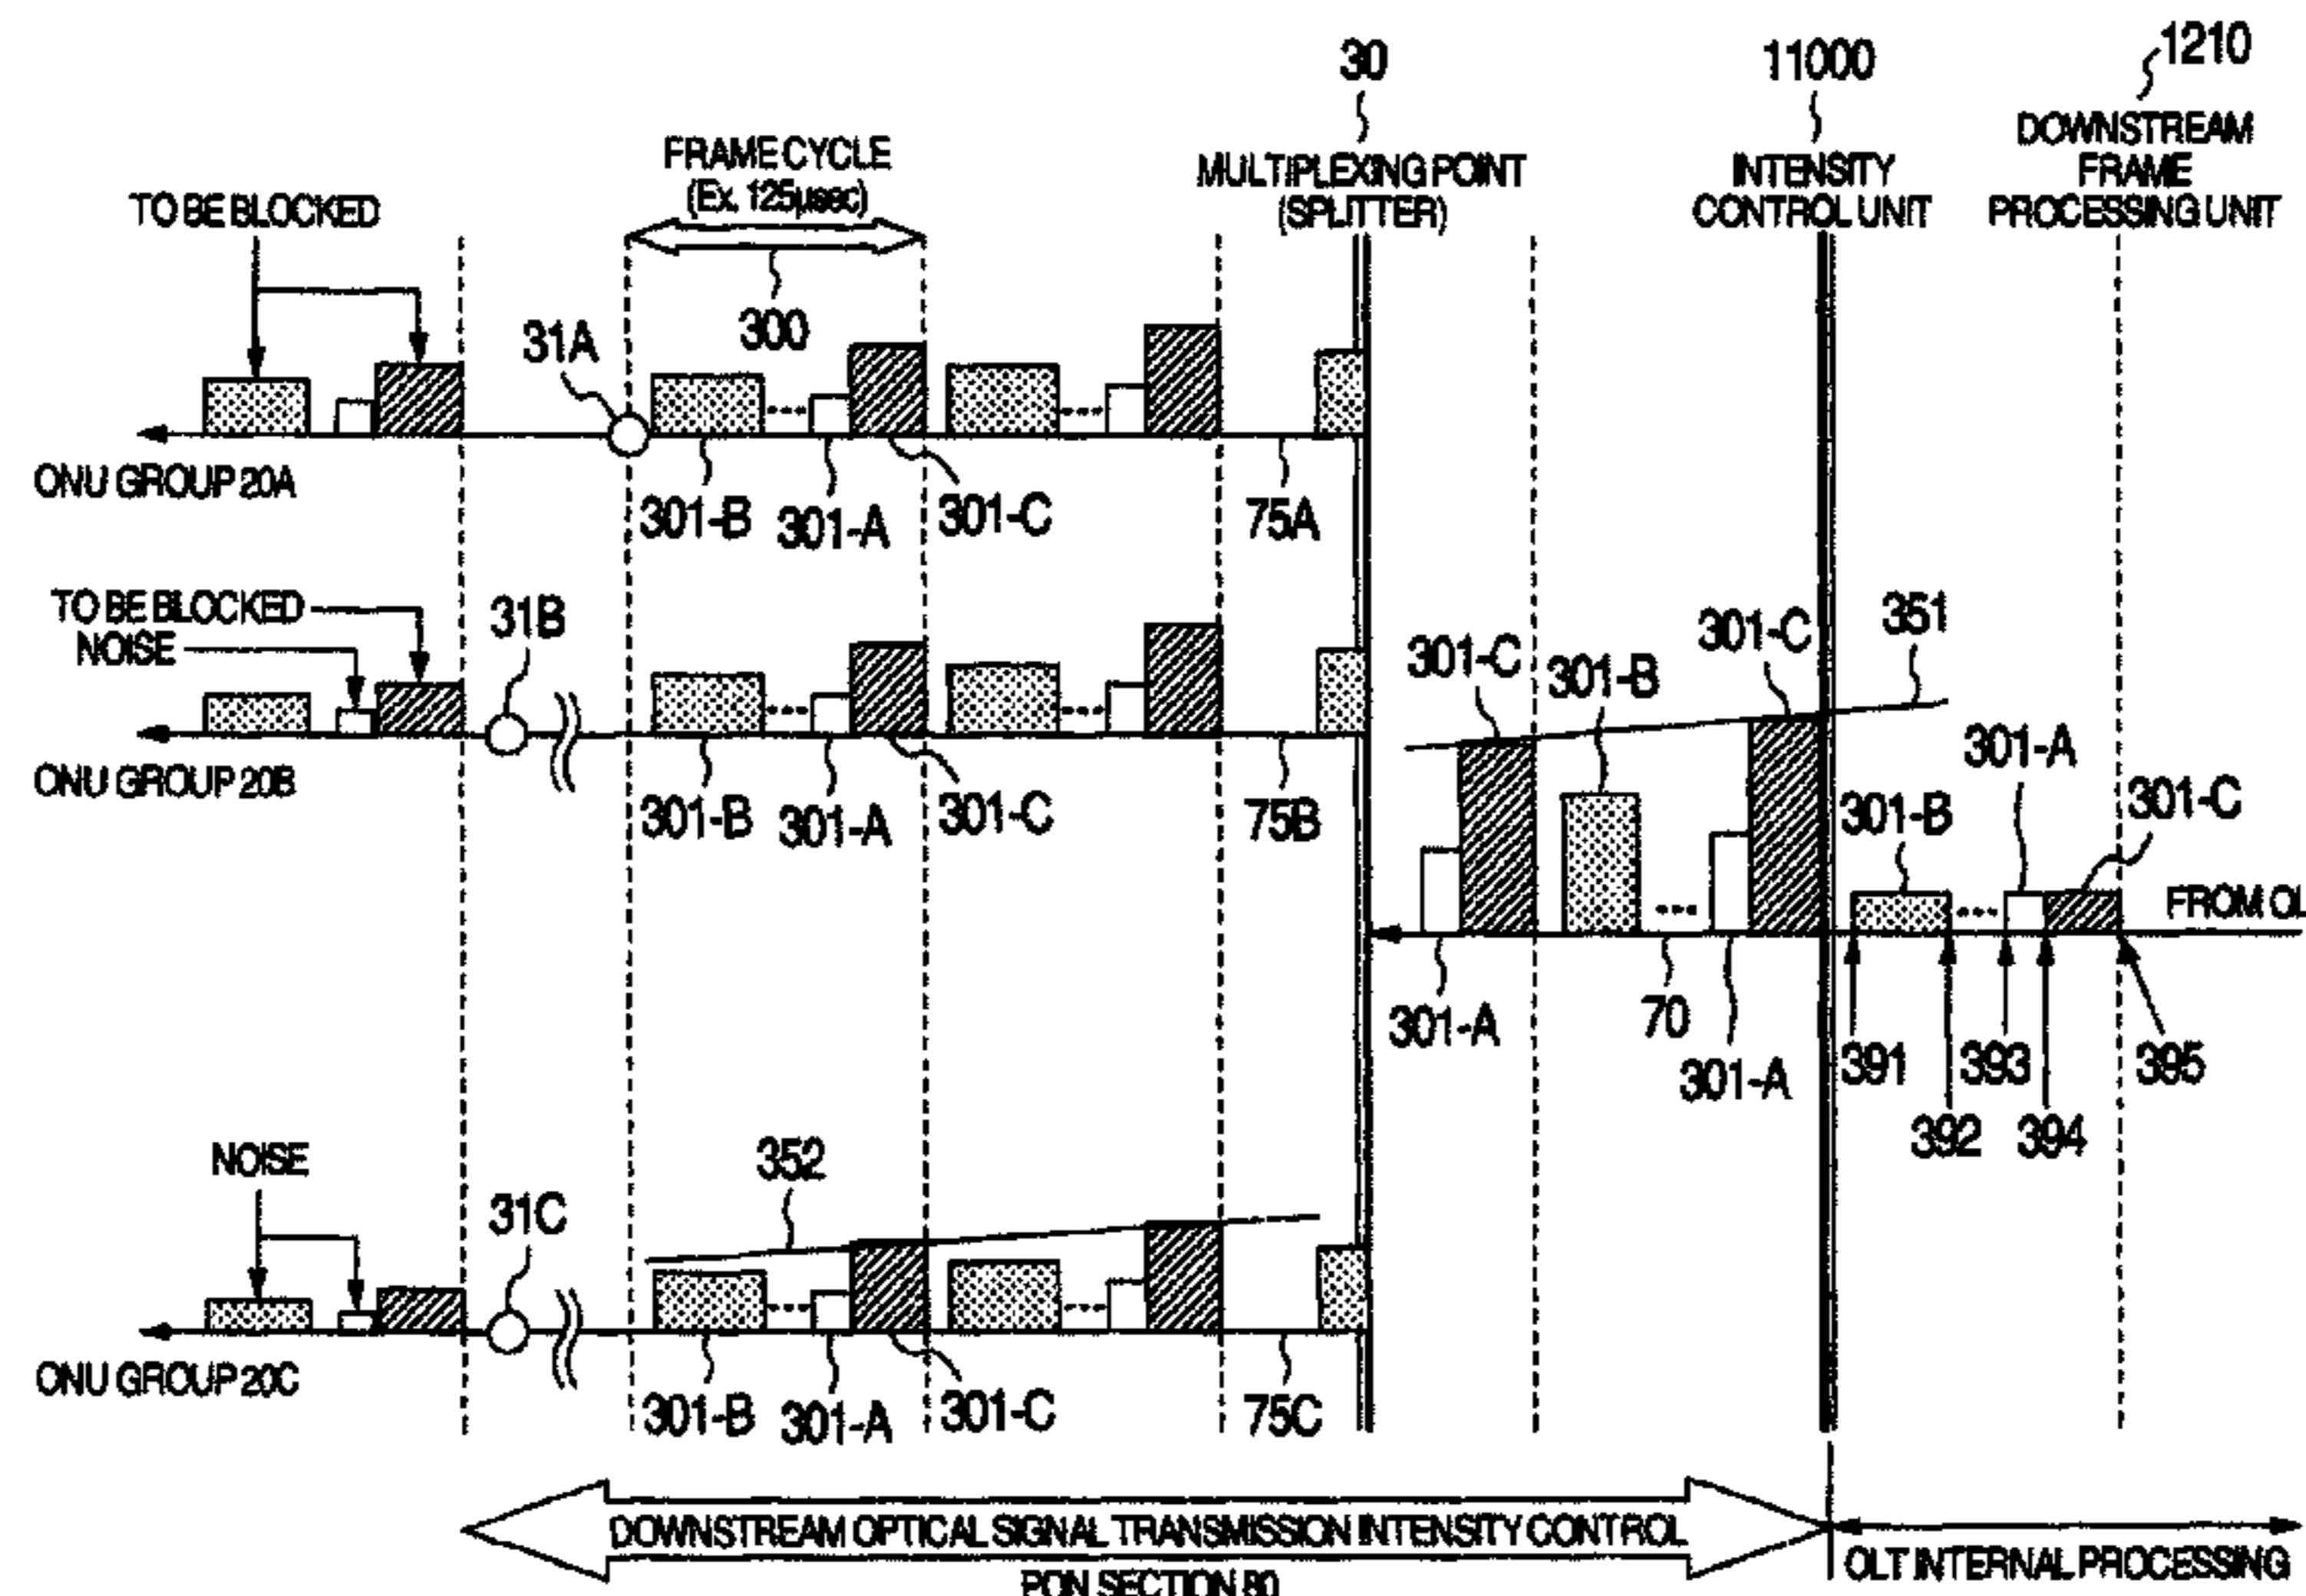 30
11000
1210
FRAME CYCLE
(Ex. 125μsec)
MULTIPLEXING POINT
(SPLITTER)
INTENSITY
CONTROL UNIT
DOWNSTREAM
FRAME
PROCESSING UNIT
TO BE BLOCKED
300
31A
ONU GROUP 20A
301-B
301-A
301-C
75A
TO BE BLOCKED
NOISE
31B
ONU GROUP 20B
301-B
301-A
301-C
75B
301-C
301-B
301-C
351
301-B
301-A
301-C
FROM OL
301-A
70
301-A
391
392
393
394
395
NOISE
352
31C
ONU GROUP 20C
301-B
301-A
301-C
75C
DOWNSTREAM OPTICAL SIGNAL TRANSMISSION INTENSITY CONTROL
PON SECTION 80
OLT INTERNAL PROCESSING